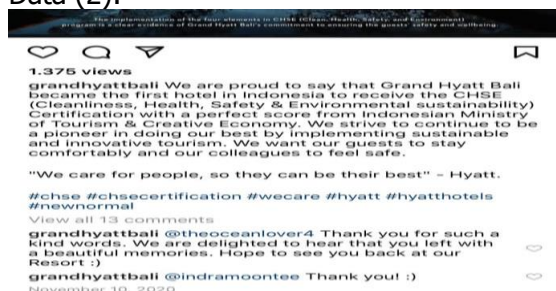 Data (2):
The implementation of the four elements in CHSE (Clean, Health, Safety, and Environment)
program is a clear evidence of Grand Hyatt Bali's commitment to ensuring the guests' safety and wellbeing
1.375 views
grandhyattbali We are proud to say that Grand Hyatt Bali
became the first hotel in Indonesia to receive the CHSE
(Cleanliness, Health, Safety & Environmental sustainability)
Certification with a perfect score from Indonesian Ministry
of Tourism & Creative Economy. We strive to continue to be
a pioneer in doing our best by implementing sustainable
and innovative tourism. We want our guests to stay
comfortably and our colleagues to feel safe.
"We care for people, so they can be their best" – Hyatt.
#chse #chsecertification #wecare #hyatt #hyatthotels
#newnormal
View all 13 comments
grandhyattbali @theoceanlover4 Thank you for such a
kind words. We are delighted to hear that you left with
a beautiful memories. Hope to see you back at our
Resort :)
grandhyattbali @indramoontee Thank you! :)
November 10, 2020